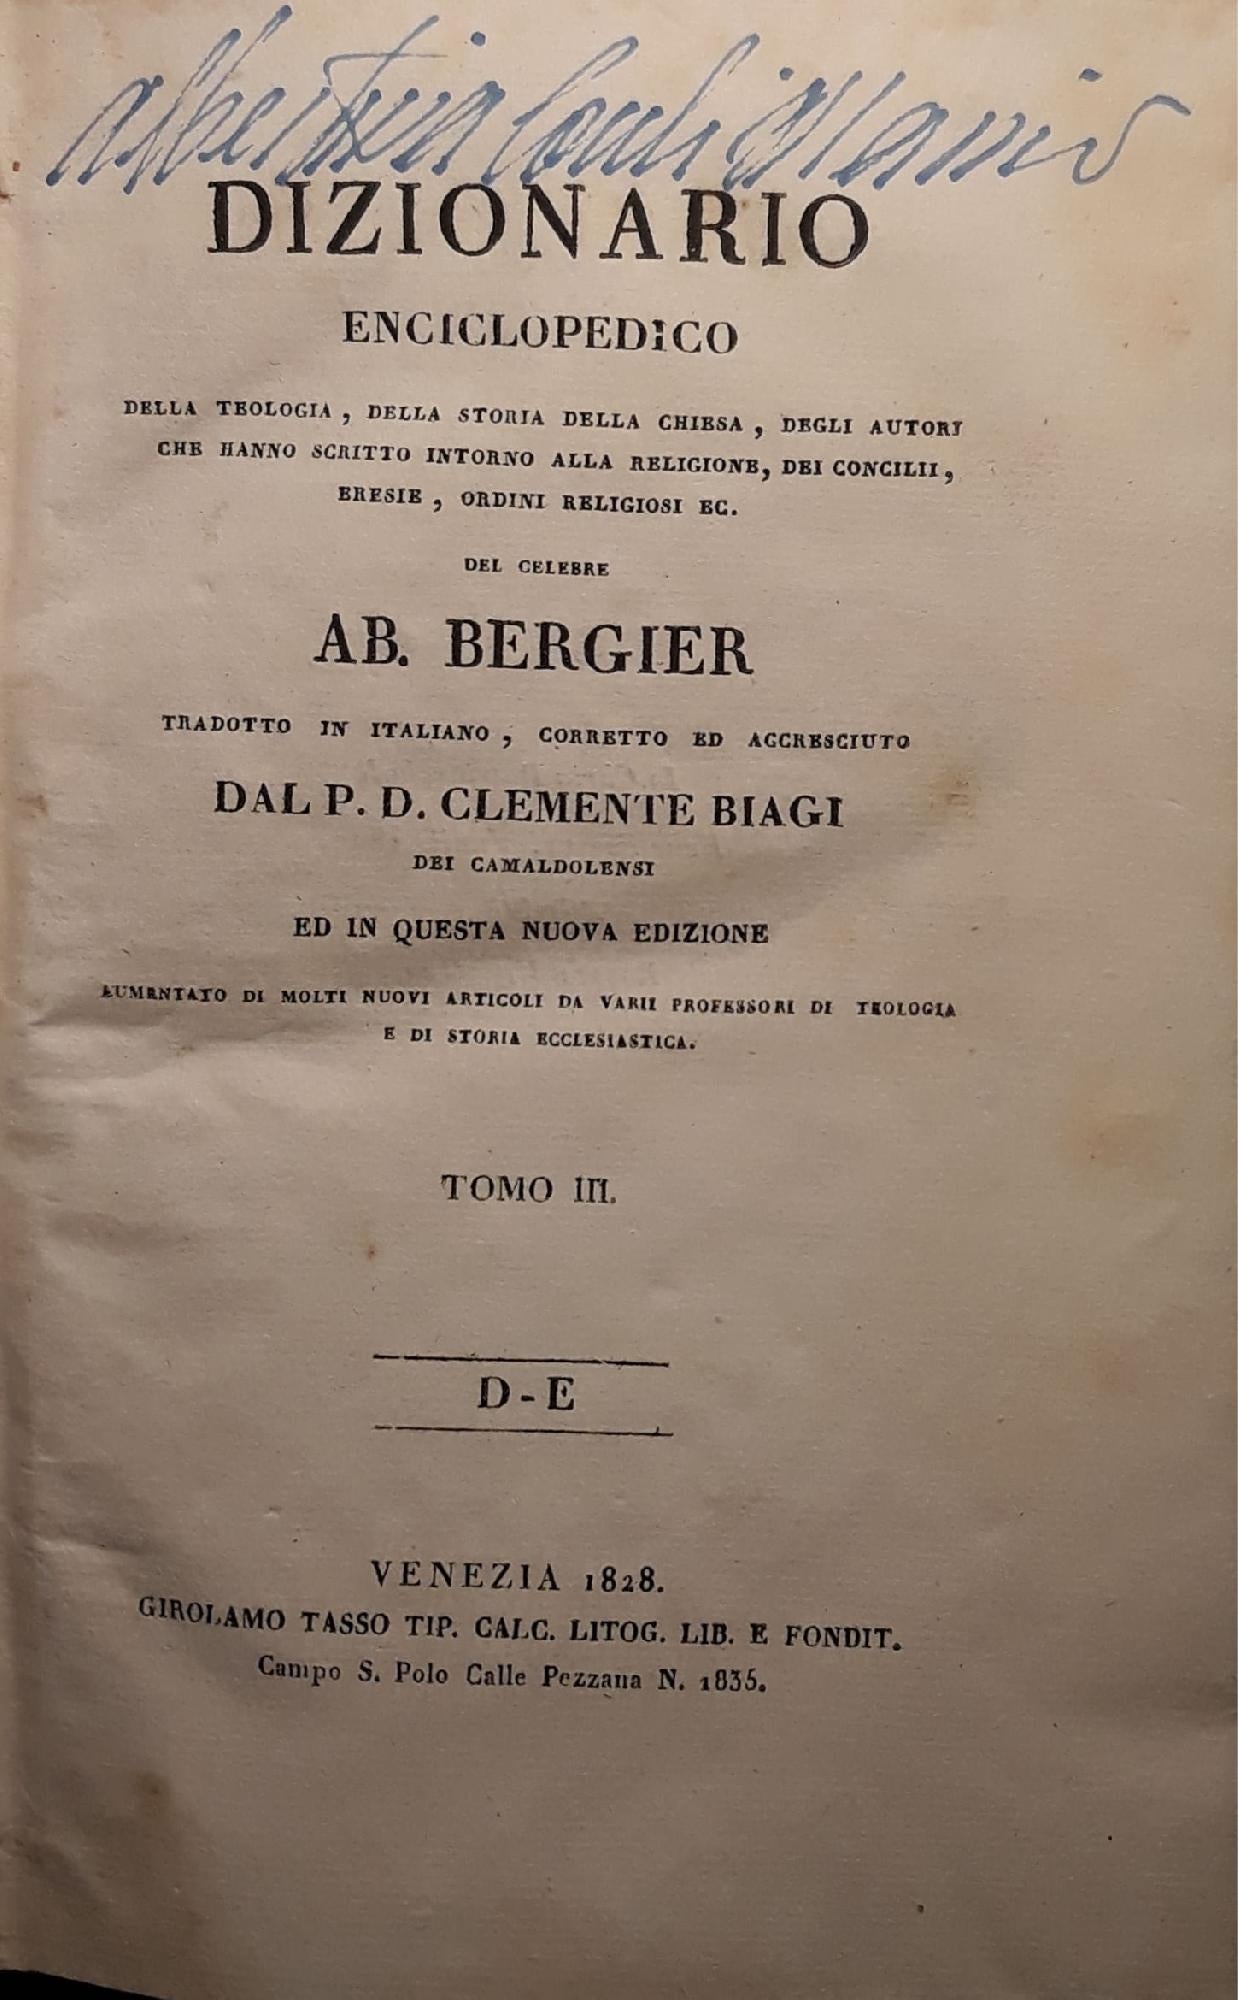 DIZIONARIO
ENCICLOPEDICO
DELLA TEOLOGIA, DELLA STORIA DELLA CHIESA, DEGLI AUTORI
CHE HANNO SCRITTO INTORNO ALLA RELIGIONE, DEI CONCILII,
ERESIE, ORDINI RELIGIOSI EC.
DEL CELEBRE
AB. BERGIER
TRADOTTO IN ITALIANO, CORRETTO ED ACCRESCIUTO
DAL P. D. CLEMENTE BIAGI
DEI CAMALDOLENSI
ED IN QUESTA NUOVA EDIZIONE
AUMENTATO DI MOLTI NUOVI ARTICOLI DA VARII PROFESSORI DI TEOLOGIA
E DI STORIA ECCLESIASTICA.
TOMO III.
D-E
VENEZIA 1828.
GIROLAMO TASSO TIP. CALC. LITOG. LIB. E FONDIT.
Campo S. Polo Calle Pezzana N. 1835.